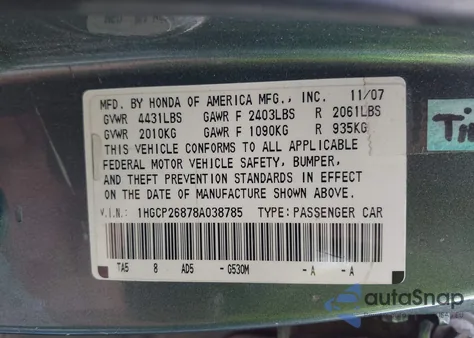 MFD. BY HONDA OF AMERICA MFG., INC. 11/07
GVWR 4431LBS GAWR F 2403LBS R 2061LBS
GVWR 2010KG GAWR F 1090KG R 935KG
THIS VEHICLE CONFORMS TO ALL APPLICABLE
FEDERAL MOTOR VEHICLE SAFETY, BUMPER,
AND THEFT PREVENTION STANDARDS IN EFFECT
ON THE DATE OF MANUFACTURE SHOWN ABOVE.
V.I.N.: 1HGCP26878A038785 TYPE: PASSENGER CAR
TA5 8 AD5 - G530M - A - A
autoSnap